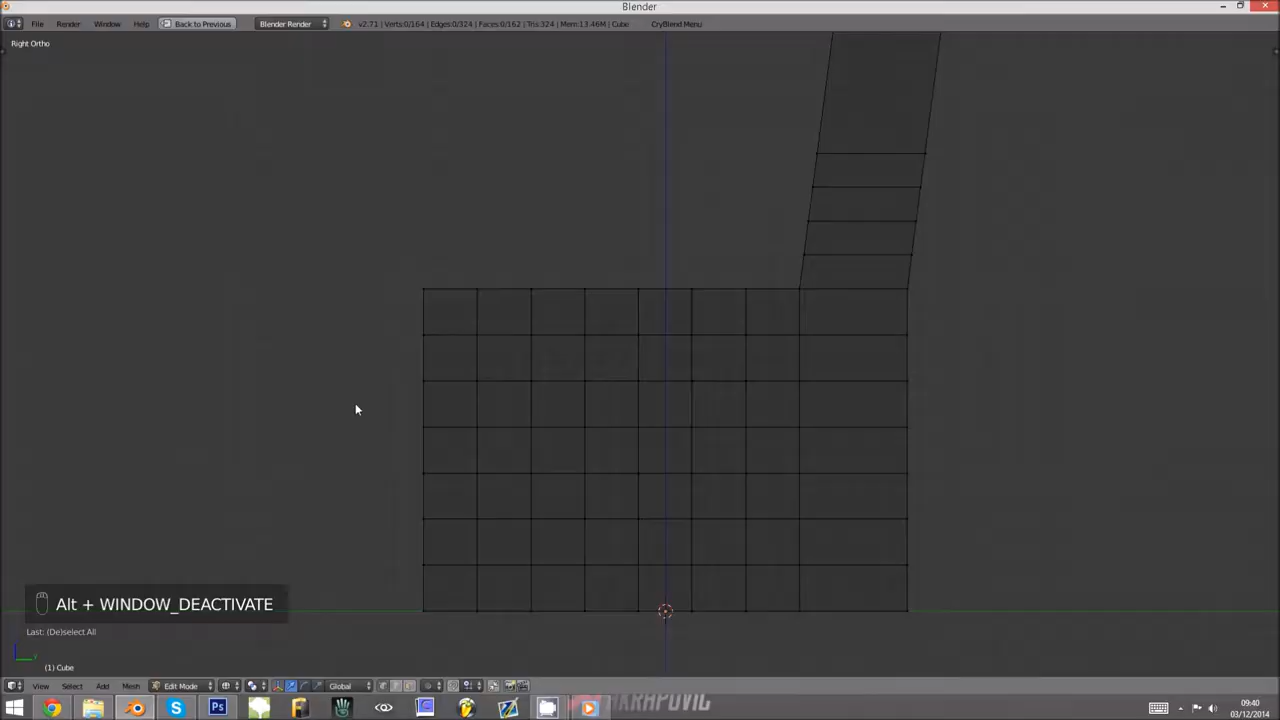 Blender
File Render Window Help Back to Previous Blender Render v2.71 | Verts:0/164 | Edges:0/324 | Faces:0/162 | Tris:324 | Mem:13.46M | Cube CryBlend Menu
Right Ortho
Alt + WINDOW_DEACTIVATE
Last: (De)select All
(1) Cube
View Select Add Mesh Edit Mode Global
Ps
09:40
03/12/2014